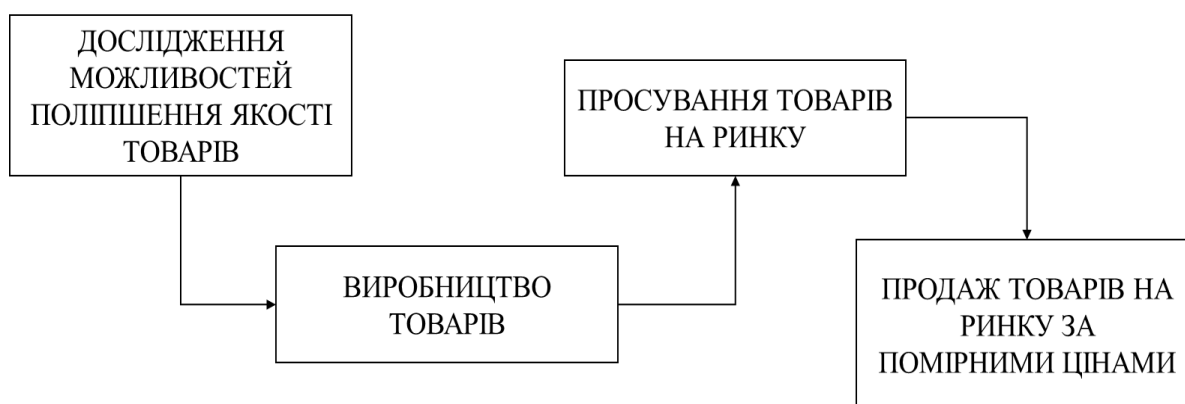 ДОСЛІДЖЕННЯ
МОЖЛИВОСТЕЙ
ПОЛІПШЕННЯ ЯКОСТІ
ТОВАРІВ
ВИРОБНИЦТВО
ТОВАРІВ
ПРОСУВАННЯ ТОВАРІВ
НА РИНКУ
ПРОДАЖ ТОВАРІВ НА
РИНКУ ЗА
ПОМІРНИМИ ЦІНАМИ